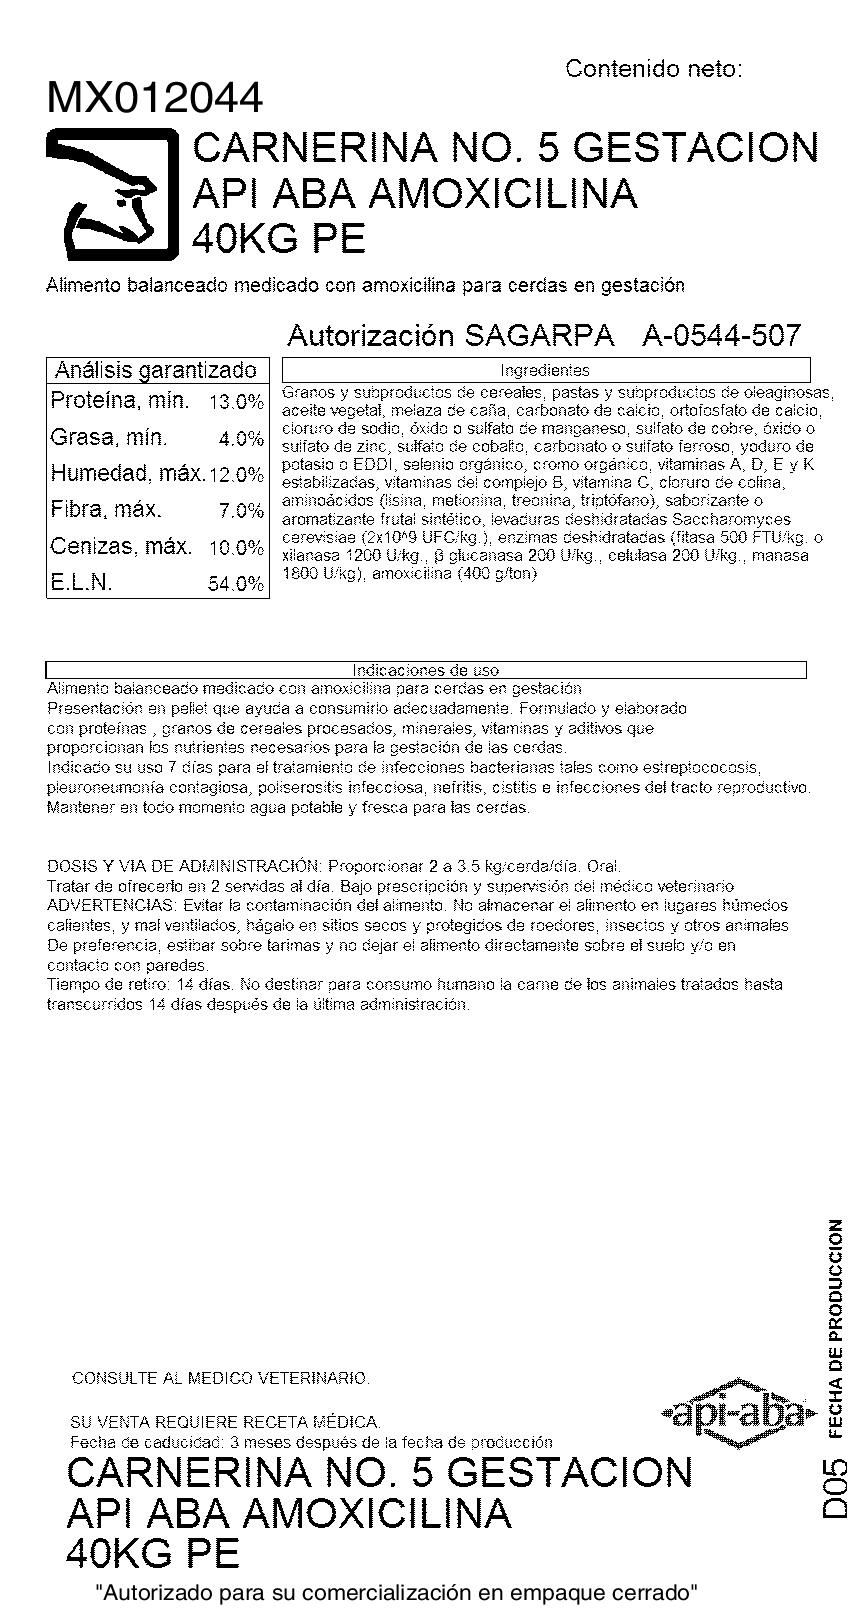 Contenido neto:
MX012044
CARNERINA NO. 5 GESTACION
API ABA AMOXICILINA
40KG PE
Alimento balanceado medicado con amoxicilina para cerdas en gestación
Autorización SAGARPA A-0544-507
Análisis garantizado
Proteína, mín. 13.0%
Grasa, mín. 4.0%
Humedad, máx. 12.0%
Fibra, máx. 7.0%
Cenizas, máx. 10.0%
E.L.N. 54.0%
Ingredientes
Granos y subproductos de cereales, pastas y subproductos de oleaginosas,
aceite vegetal, melaza de caña, carbonato de calcio, ortofosfato de calcio,
cloruro de sodio, óxido o sulfato de manganeso, sulfato de cobre, óxido o
sulfato de zinc, sulfato de cobalto, carbonato o sulfato ferroso, yoduro de
potasio o EDDI, selenio orgánico, cromo orgánico, vitaminas A, D, E y K
estabilizadas, vitaminas del complejo B, vitamina C, cloruro de colina,
aminoácidos (lisina, metionina, treonina, triptófano), saborizante o
aromatizante frutal sintético, levaduras deshidratadas Saccharomyces
cerevisiae (2x10^9 UFC/kg.), enzimas deshidratadas (fitasa 500 FTU/kg. o
xilanasa 1200 U/kg., β glucanasa 200 U/kg., celulasa 200 U/kg., manasa
1800 U/kg), amoxicilina (400 g/ton)
Indicaciones de uso
Alimento balanceado medicado con amoxicilina para cerdas en gestación
Presentación en pellet que ayuda a consumirlo adecuadamente. Formulado y elaborado
con proteínas , granos de cereales procesados, minerales, vitaminas y aditivos que
proporcionan los nutrientes necesarios para la gestación de las cerdas.
Indicado su uso 7 días para el tratamiento de infecciones bacterianas tales como estreptococosis,
pleuroneumonía contagiosa, poliserositis infecciosa, nefritis, cistitis e infecciones del tracto reproductivo.
Mantener en todo momento agua potable y fresca para las cerdas.
DOSIS Y VIA DE ADMINISTRACIÓN: Proporcionar 2 a 3.5 kg/cerda/día. Oral.
Tratar de ofrecerlo en 2 servidas al día. Bajo prescripción y supervisión del médico veterinario
ADVERTENCIAS: Evitar la contaminación del alimento. No almacenar el alimento en lugares húmedos
calientes, y mal ventilados, hágalo en sitios secos y protegidos de roedores, insectos y otros animales
De preferencia, estibar sobre tarimas y no dejar el alimento directamente sobre el suelo y/o en
contacto con paredes.
Tiempo de retiro: 14 días. No destinar para consumo humano la carne de los animales tratados hasta
transcurridos 14 días después de la última administración.
FECHA DE PRODUCCION
D05
CONSULTE AL MEDICO VETERINARIO.
api-aba
SU VENTA REQUIERE RECETA MÉDICA.
Fecha de caducidad: 3 meses después de la fecha de producción
CARNERINA NO. 5 GESTACION
API ABA AMOXICILINA
40KG PE
"Autorizado para su comercialización en empaque cerrado"